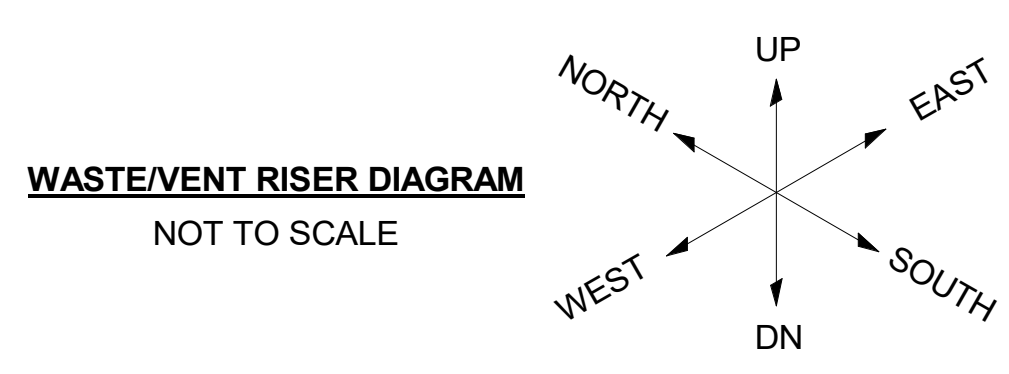 UP
NORTH
EAST
WASTE/VENT RISER DIAGRAM
NOT TO SCALE
WEST
SOUTH
DN